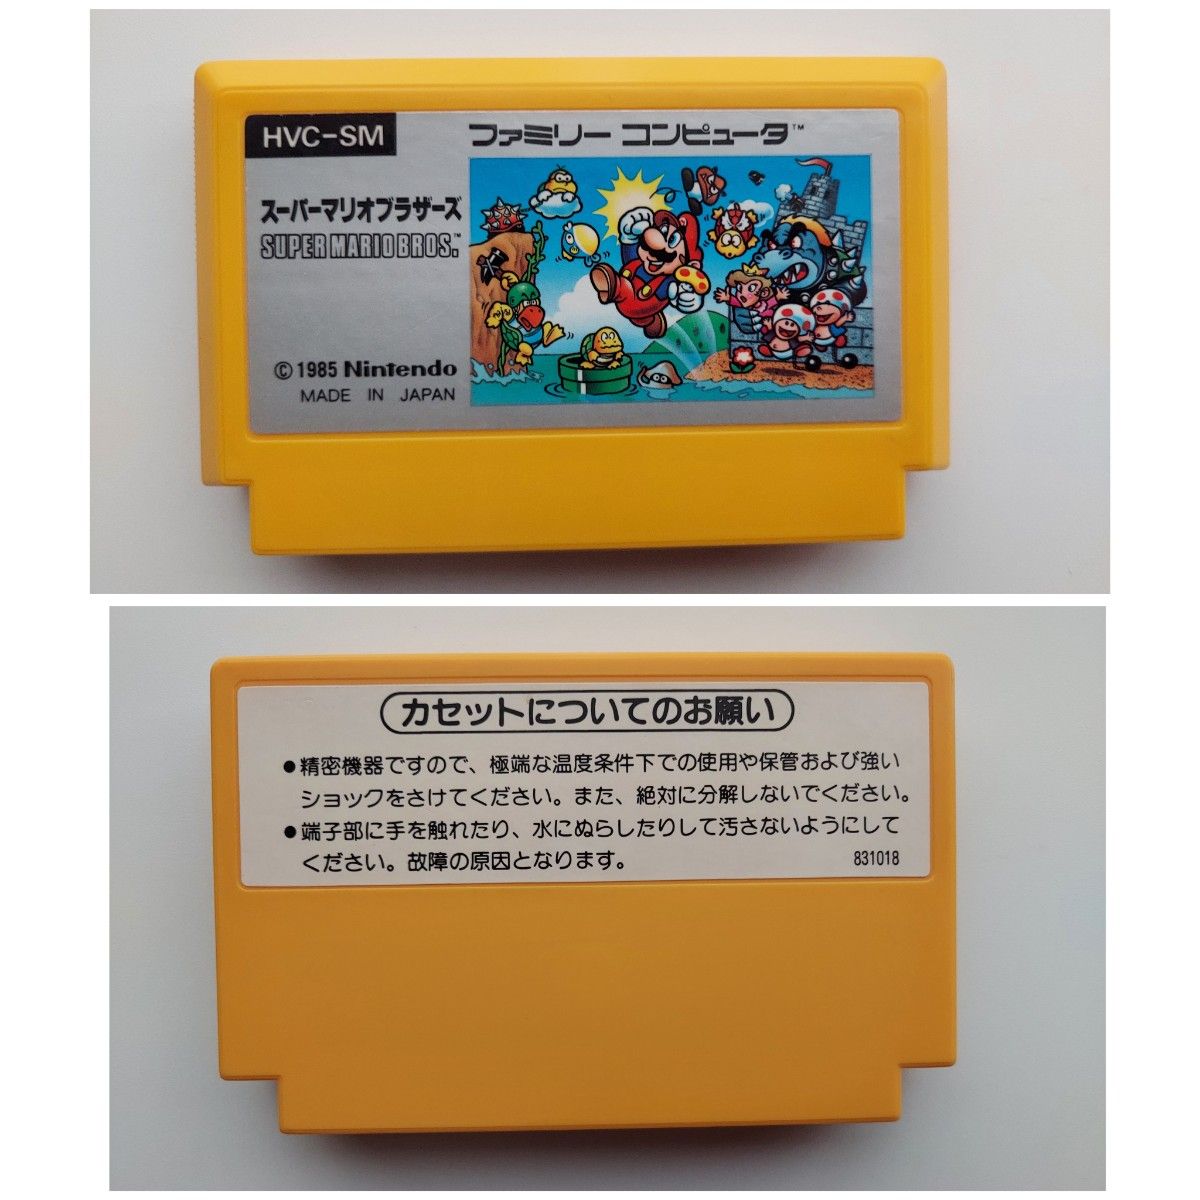 HVC-SM
ファミリー コンピュータ™
スーパーマリオブラザーズ
SUPER MARIO BROS.™
©1985 Nintendo
MADE IN JAPAN
カセットについてのお願い
●精密機器ですので、極端な温度条件下での使用や保管および強い
ショックをさけてください。また、絶対に分解しないでください。
●端子部に手を触れたり、水にぬらしたりして汚さないようにして
ください。故障の原因となります。
831018